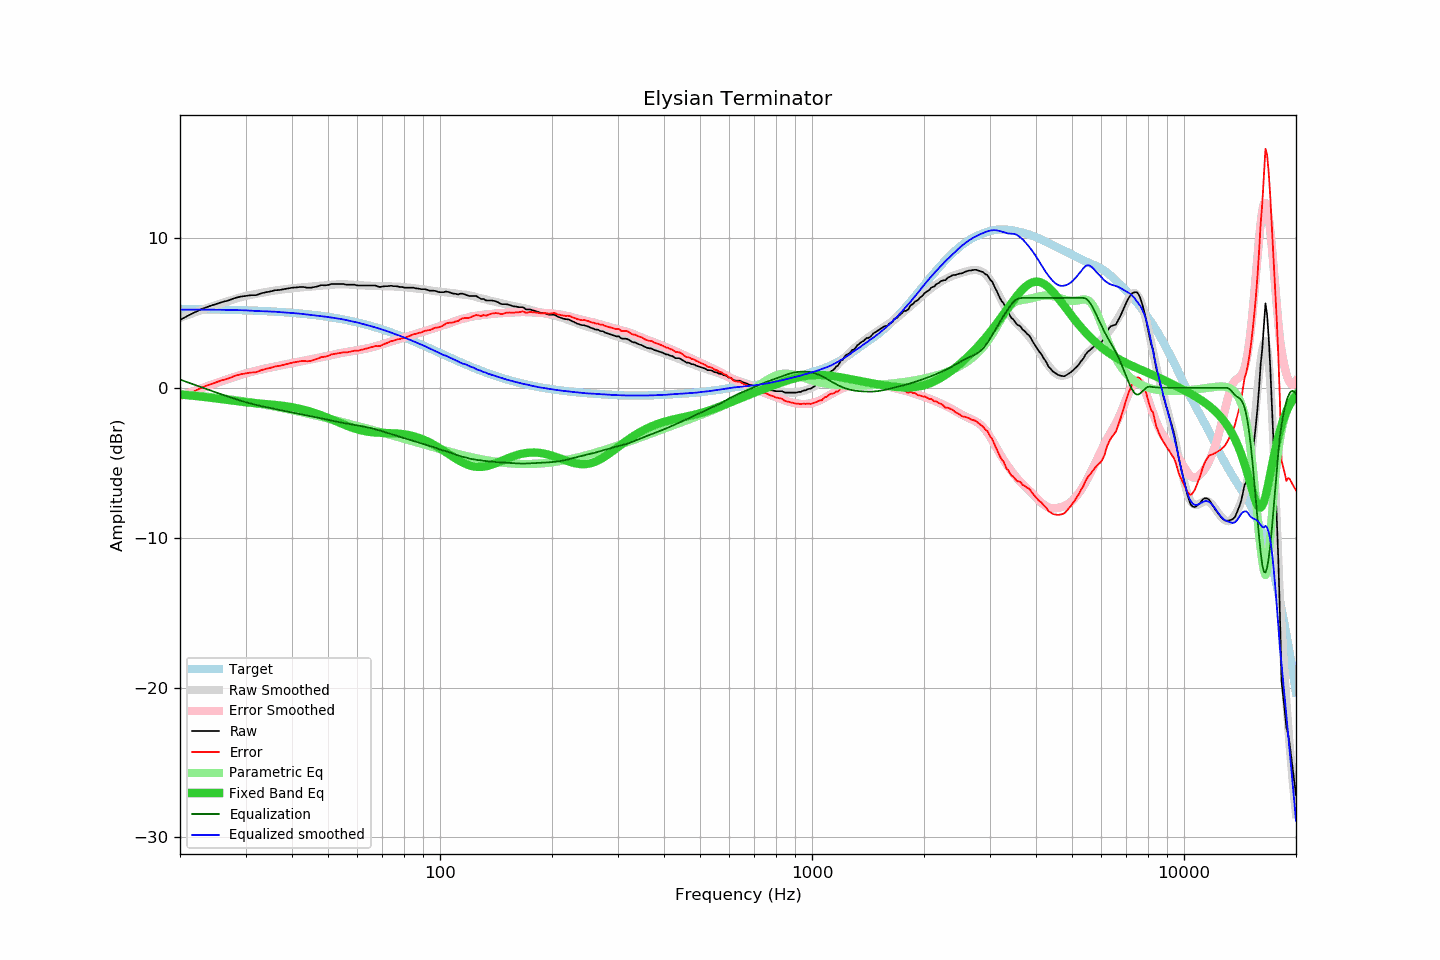 Elysian Terminator
10
0
−10
−20
−30
Amplitude (dBr)
Target
Raw Smoothed
Error Smoothed
Raw
Error
Parametric Eq
Fixed Band Eq
Equalization
Equalized smoothed
100
1000
10000
Frequency (Hz)